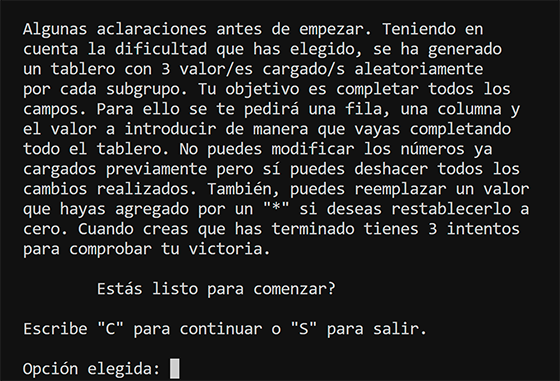 Algunas aclaraciones antes de empezar. Teniendo en
cuenta la dificultad que has elegido, se ha generado
un tablero con 3 valor/es cargado/s aleatoriamente
por cada subgrupo. Tu objetivo es completar todos los
campos. Para ello se te pedirá una fila, una columna y
el valor a introducir de manera que vayas completando
todo el tablero. No puedes modificar los números ya
cargados previamente pero sí puedes deshacer todos los
cambios realizados. También, puedes reemplazar un valor
que hayas agregado por un "*" si deseas restablecerlo a
cero. Cuando creas que has terminado tienes 3 intentos
para comprobar tu victoria.
Estás listo para comenzar?
Escribe "C" para continuar o "S" para salir.
Opción elegida: